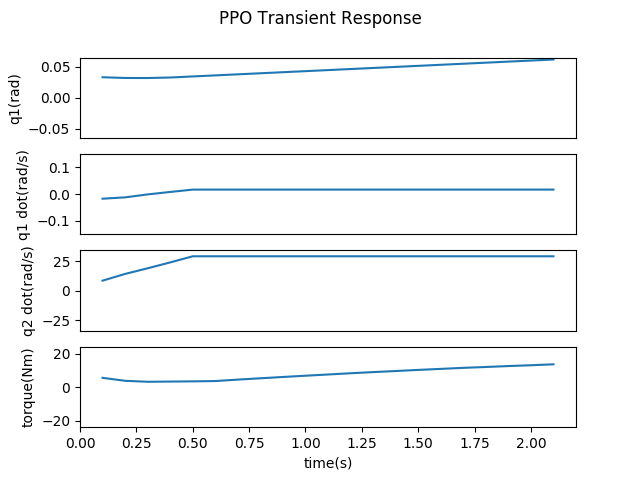 PPO Transient Response
q1(rad)
0.05
0.00
−0.05
q1 dot(rad/s)
0.1
0.0
−0.1
q2 dot(rad/s)
25
0
−25
torque(Nm)
20
0
−20
0.00 0.25 0.50 0.75 1.00 1.25 1.50 1.75 2.00
time(s)